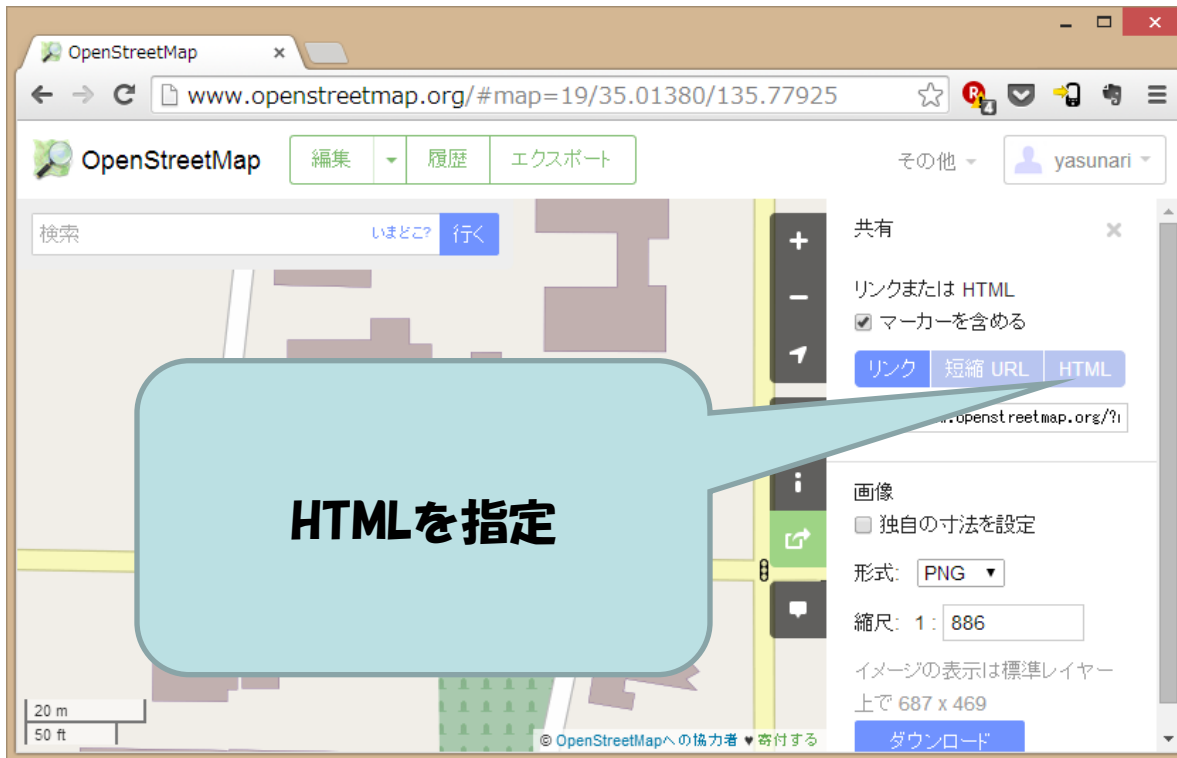 OpenStreetMap
www.openstreetmap.org/#map=19/35.01380/135.77925
4
OpenStreetMap
編集
履歴
エクスポート
その他
yasunari
検索
いまどこ?
行く
共有
リンクまたは HTML
マーカーを含める
リンク
短縮 URL
HTML
.openstreetmap.org/?
HTMLを指定
画像
独自の寸法を設定
形式: PNG
縮尺: 1 : 886
イメージの表示は標準レイヤー
上で 687 x 469
ダウンロード
20 m
50 ft
© OpenStreetMapへの協力者 ♥ 寄付する